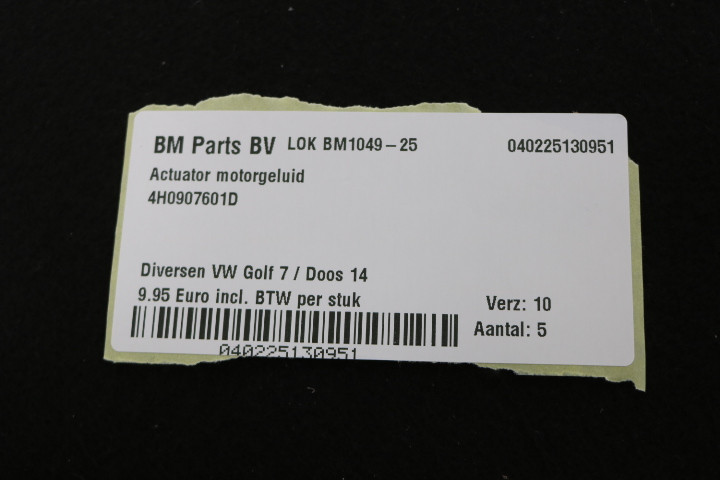 BM Parts BV LOK BM1049-25 040225130951
Actuator motorgeluid
4H0907601D
Diversen VW Golf 7 / Doos 14
9.95 Euro incl. BTW per stuk
Verz: 10
Aantal: 5
040225130951